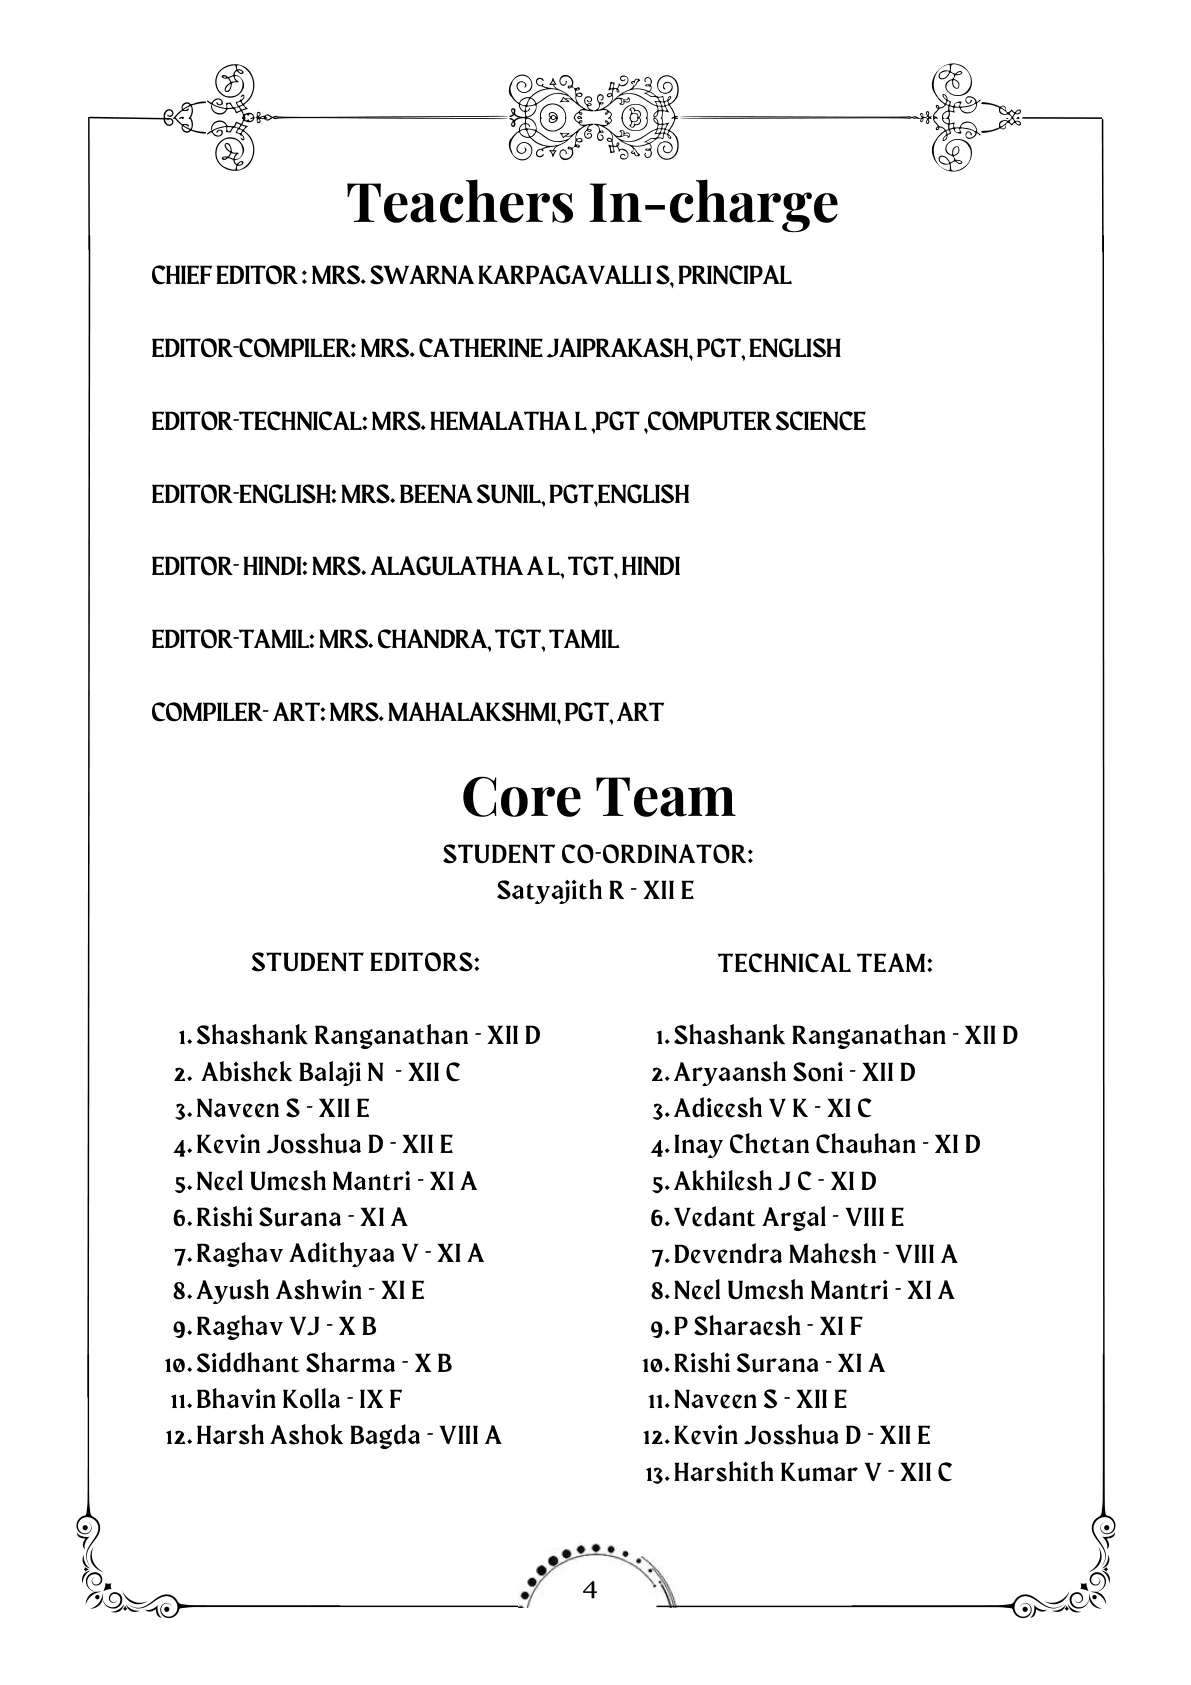 Teachers In-charge
CHIEF EDITOR : MRS. SWARNA KARPAGAVALLI S, PRINCIPAL
EDITOR-COMPILER: MRS. CATHERINE JAIPRAKASH, PGT, ENGLISH
EDITOR-TECHNICAL: MRS. HEMALATHA L ,PGT ,COMPUTER SCIENCE
EDITOR-ENGLISH: MRS. BEENA SUNIL, PGT,ENGLISH
EDITOR- HINDI: MRS. ALAGULATHA A L, TGT, HINDI
EDITOR-TAMIL: MRS. CHANDRA, TGT, TAMIL
COMPILER- ART: MRS. MAHALAKSHMI, PGT, ART
Core Team
STUDENT CO-ORDINATOR:
Satyajith R - XII E
STUDENT EDITORS:
1. Shashank Ranganathan - XII D
2. Abishek Balaji N - XII C
3. Naveen S - XII E
4. Kevin Josshua D - XII E
5. Neel Umesh Mantri - XI A
6. Rishi Surana - XI A
7. Raghav Adithyaa V - XI A
8. Ayush Ashwin - XI E
9. Raghav VJ - X B
10. Siddhant Sharma - X B
11. Bhavin Kolla - IX F
12. Harsh Ashok Bagda - VIII A
TECHNICAL TEAM:
1. Shashank Ranganathan - XII D
2. Aryaansh Soni - XII D
3. Adieesh V K - XI C
4. Inay Chetan Chauhan - XI D
5. Akhilesh J C - XI D
6. Vedant Argal - VIII E
7. Devendra Mahesh - VIII A
8. Neel Umesh Mantri - XI A
9. P Sharaesh - XI F
10. Rishi Surana - XI A
11. Naveen S - XII E
12. Kevin Josshua D - XII E
13. Harshith Kumar V - XII C
4